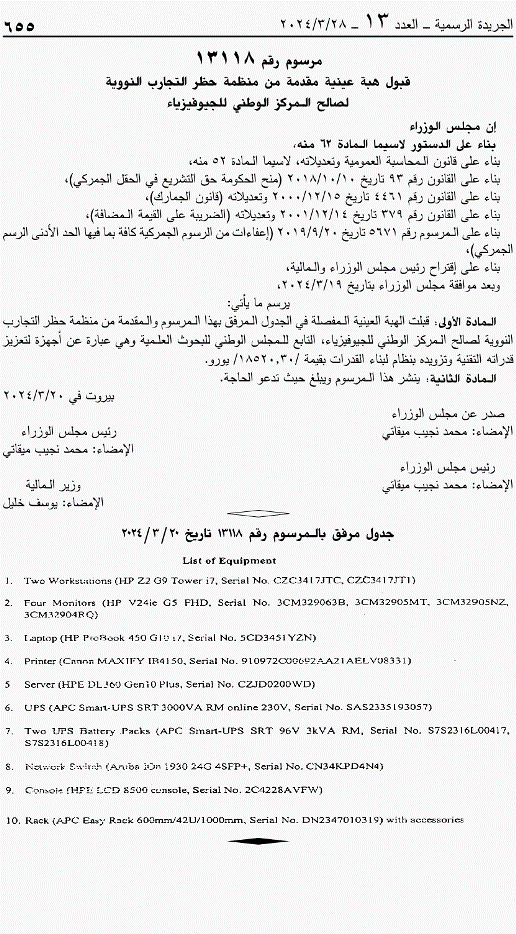 الجريدة الرسمية ــ العدد ١٣ ــ ٢٠٢٤/٣/٢٨
٦٥٥
مرسوم رقم ١٣١١٨
قبول هبة عينية مقدمة من منظمة حظر التجارب النووية
لصالح المركز الوطني للجيوفيزياء
إن مجلس الوزراء
بناء على الدستور لاسيما المادة ٦٢ منه،
بناء على قانون المحاسبة العمومية وتعديلاته، لاسيما المادة ٥٢ منه،
بناء على القانون رقم ٩٣ تاريخ ٢٠١٨/١٠/١٠ (منح الحكومة حق التشريع في الحقل الجمركي)،
بناء على القانون رقم ٤٤٦١ تاريخ ٢٠٠٠/١٢/١٥ وتعديلاته (قانون الجمارك)،
بناء على القانون رقم ٣٧٩ تاريخ ٢٠٠١/١٢/١٤ وتعديلاته (الضريبة على القيمة المضافة)،
بناء على المرسوم رقم ٥٦٧١ تاريخ ٢٠١٩/٩/٢٠ (إعفاءات من الرسوم الجمركية كافة بما فيها الحد الأدنى الرسم
الجمركي)،
بناء على إقتراح رئيس مجلس الوزراء والمالية،
وبعد موافقة مجلس الوزراء بتاريخ ٢٠٢٤/٣/١٩،
يرسم ما يأتي:
المادة الأولى: قبلت الهبة العينية المفصلة في الجدول المرفق بهذا المرسوم والمقدمة من منظمة حظر التجارب
النووية لصالح المركز الوطني للجيوفيزياء، التابع للمجلس الوطني للبحوث العلمية وهي عبارة عن أجهزة لتعزيز
قدراته التقنية وتزويده بنظام لبناء القدرات بقيمة /١٨٥٢٠,٣٠/ يورو.
المادة الثانية: ينشر هذا المرسوم ويبلغ حيث تدعو الحاجة.
بيروت في ٢٠٢٤/٣/٢٠
صدر عن مجلس الوزراء
الإمضاء: محمد نجيب ميقاتي
رئيس مجلس الوزراء
الإمضاء: محمد نجيب ميقاتي
رئيس مجلس الوزراء
الإمضاء: محمد نجيب ميقاتي
وزير المالية
الإمضاء: يوسف خليل
جدول مرفق بالمرسوم رقم ١٣١١٨ تاريخ ٢٠٢٤/٣/٢٠
List of Equipment
1. Two Workstations (HP Z2 G9 Tower i7, Serial No. CZC3417JTC, CZC3417JT1)
2. Four Monitors (HP V24ie G5 FHD, Serial No. 3CM329063B, 3CM32905MT, 3CM32905NZ,
3CM32904RQ)
3. Laptop (HP ProBook 450 G10 i7, Serial No. 5CD3451YZN)
4. Printer (Canon MAXIFY IB4150, Serial No. 910972C00692AA21AELV08331)
5 Server (HPE DL360 Gen10 Plus, Serial No. CZJD0200WD)
6. UPS (APC Smart-UPS SRT 3000VA RM online 230V, Serial No. SAS2335193057)
7. Two UPS Battery Packs (APC Smart-UPS SRT 96V 3kVA RM, Serial No. S7S2316L00417,
S7S2316L00418)
8. Network Switch (Aruba iOn 1930 24G 4SFP+, Serial No. CN34KPD4N4)
9. Console (HPE LCD 8500 console, Serial No. 2C4228AVFW)
10. Rack (APC Easy Rack 600mm/42U/1000mm, Serial No. DN2347010319) with accessories